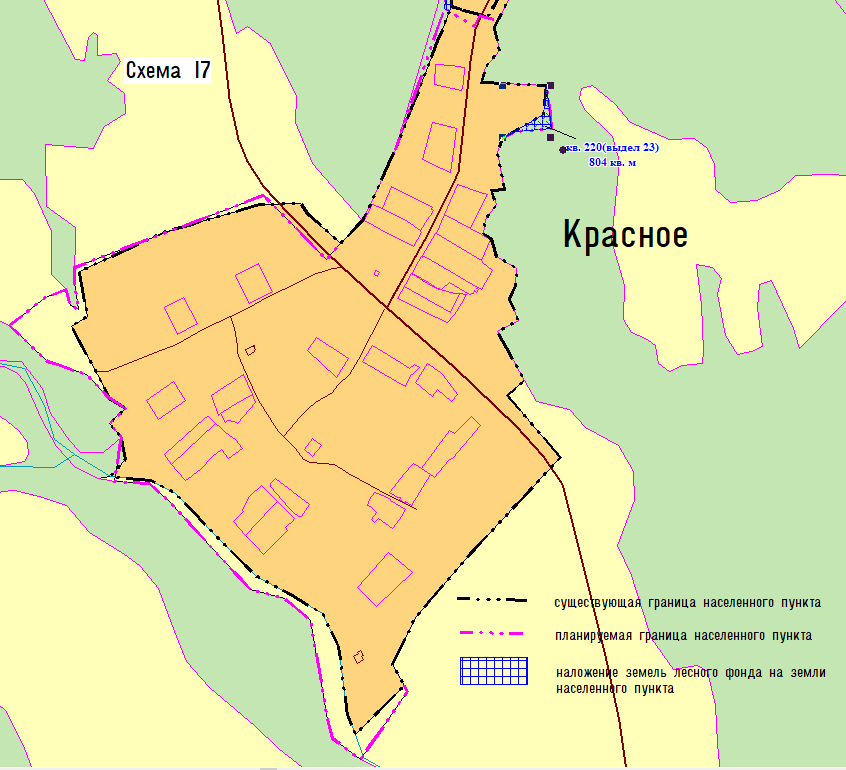 Схема 17
кв. 220(выдел 23)
804 кв. м
Красное
существующая граница населенного пункта
планируемая граница населенного пункта
наложение земель лесного фонда на земли
населенного пункта